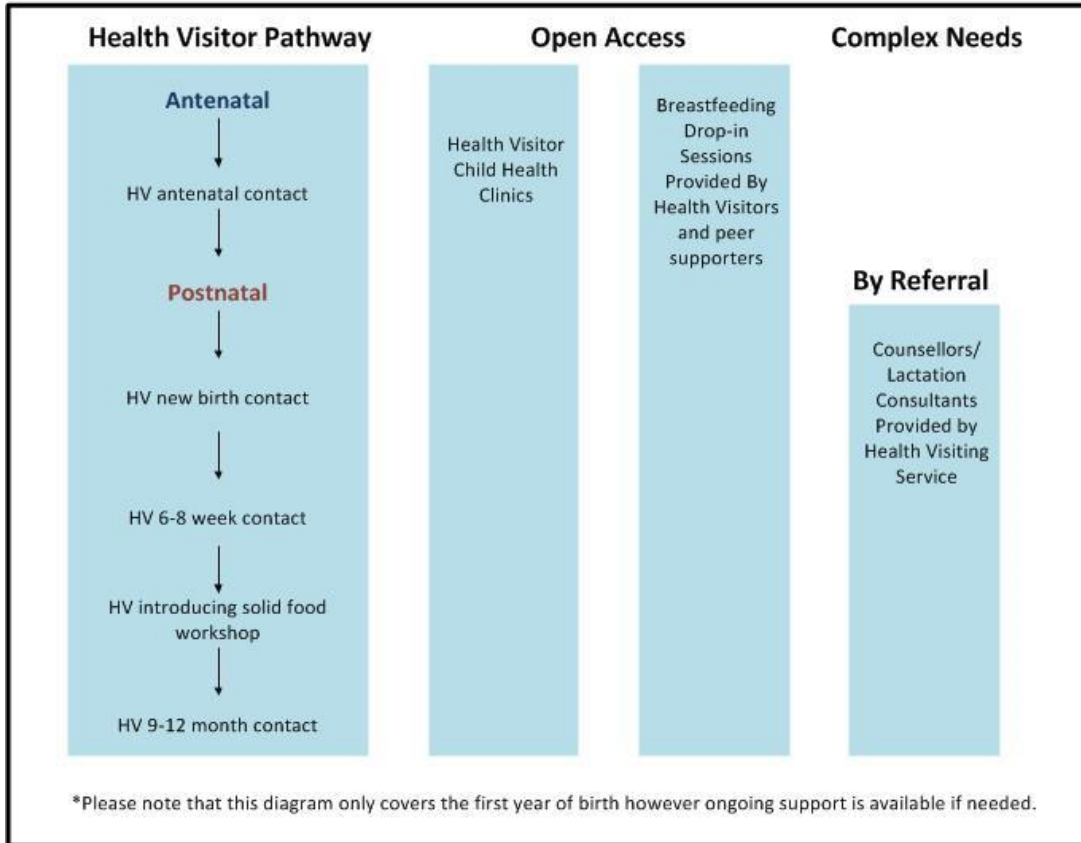 Health Visitor Pathway
Antenatal
HV antenatal contact
Postnatal
HV new birth contact
HV 6-8 week contact
HV introducing solid food
workshop
HV 9-12 month contact
Open Access
Health Visitor
Child Health
Clinics
Breastfeeding
Drop-in
Sessions
Provided By
Health Visitors
and peer
supporters
Complex Needs
By Referral
Counsellors/
Lactation
Consultants
Provided by
Health Visiting
Service
*Please note that this diagram only covers the first year of birth however ongoing support is available if needed.